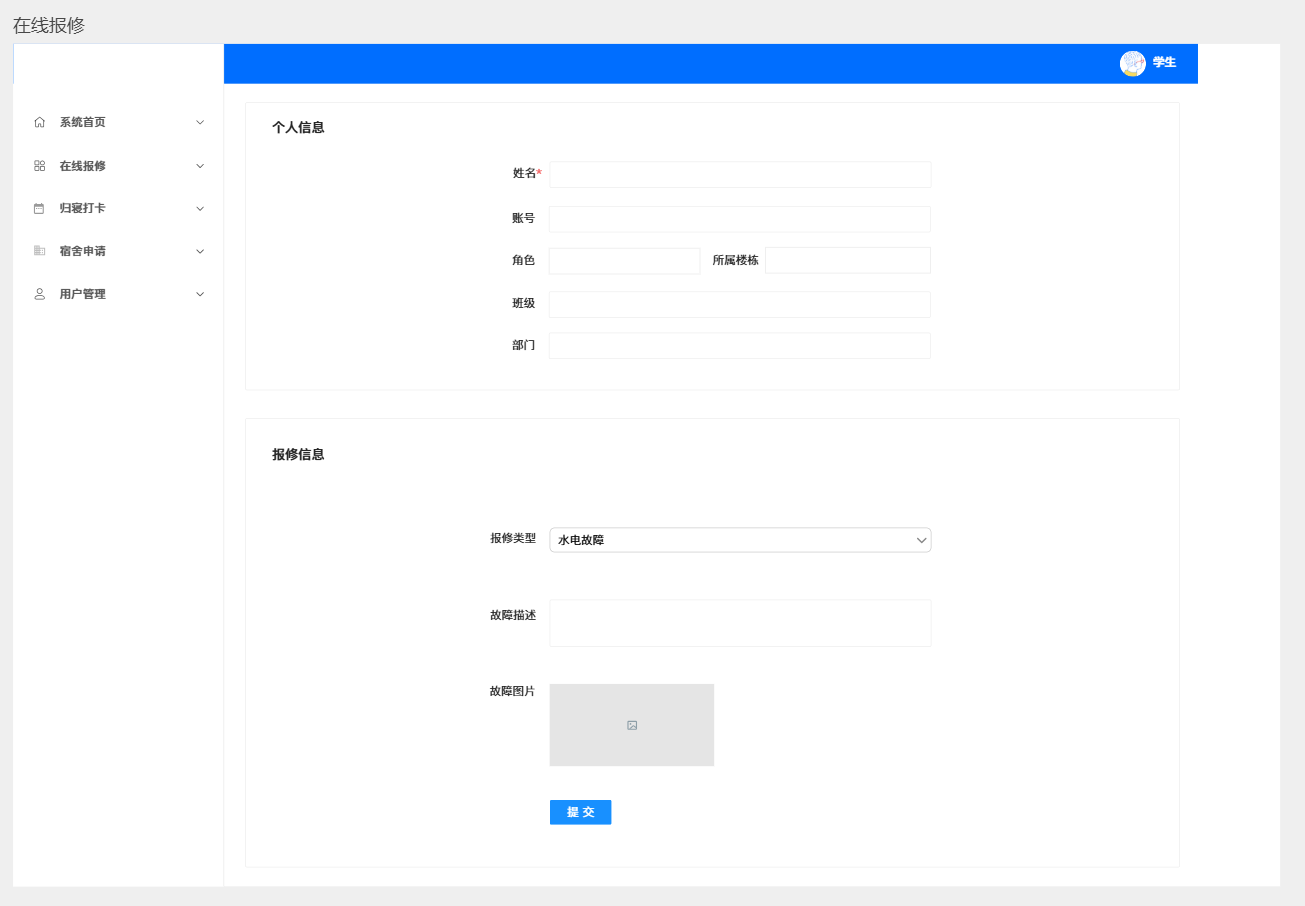 在线报修
学生
系统首页
在线报修
归寝打卡
宿舍申请
用户管理
个人信息
姓名*
账号
角色 所属楼栋
班级
部门
报修信息
报修类型 水电故障
故障描述
故障图片
提 交